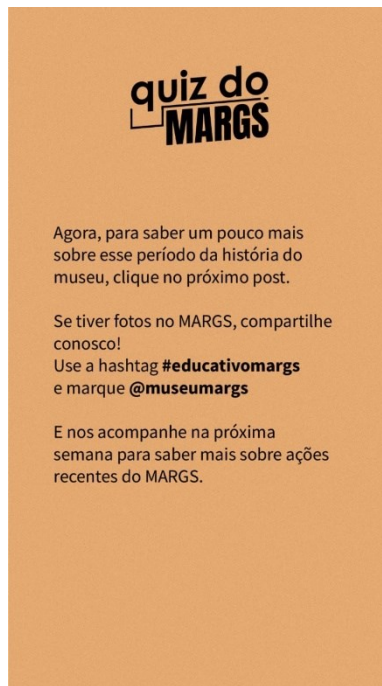 quiz do
MARGS
Agora, para saber um pouco mais
sobre esse período da história do
museu, clique no próximo post.
Se tiver fotos no MARGS, compartilhe
conosco!
Use a hashtag #educativomargs
e marque @museumargs
E nos acompanhe na próxima
semana para saber mais sobre ações
recentes do MARGS.